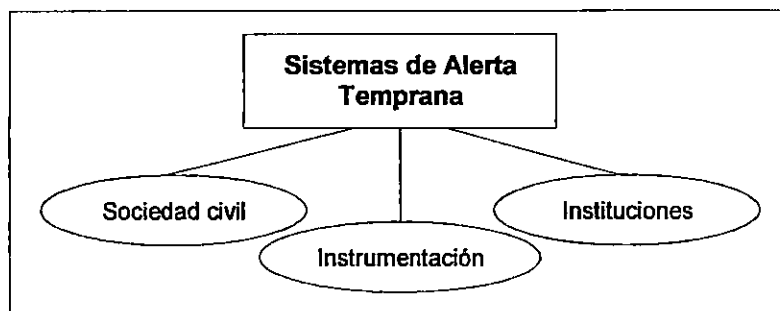 Sistemas de Alerta
Temprana
Sociedad civil
Instituciones
Instrumentación